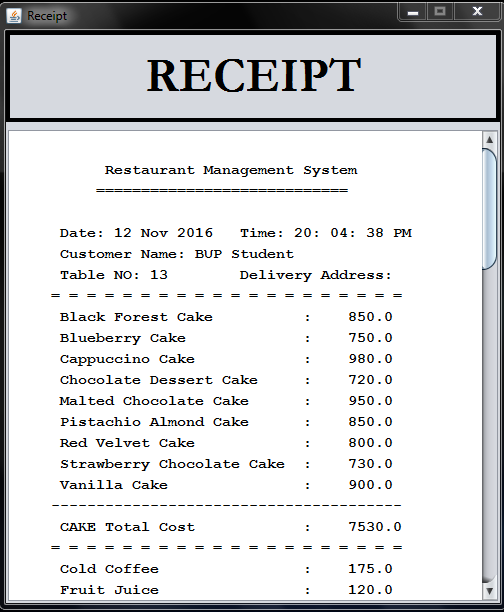 Receipt
RECEIPT
Restaurant Management System
============================
Date: 12 Nov 2016   Time: 20: 04: 38 PM
Customer Name: BUP Student
Table NO: 13        Delivery Address:
= = = = = = = = = = = = = = = = = = = =
Black Forest Cake          :    850.0
Blueberry Cake             :    750.0
Cappuccino Cake            :    980.0
Chocolate Dessert Cake     :    720.0
Malted Chocolate Cake      :    950.0
Pistachio Almond Cake      :    850.0
Red Velvet Cake            :    800.0
Strawberry Chocolate Cake  :    730.0
Vanilla Cake               :    900.0
---------------------------------------
CAKE Total Cost            :    7530.0
= = = = = = = = = = = = = = = = = = = =
Cold Coffee                :    175.0
Fruit Juice                :    120.0